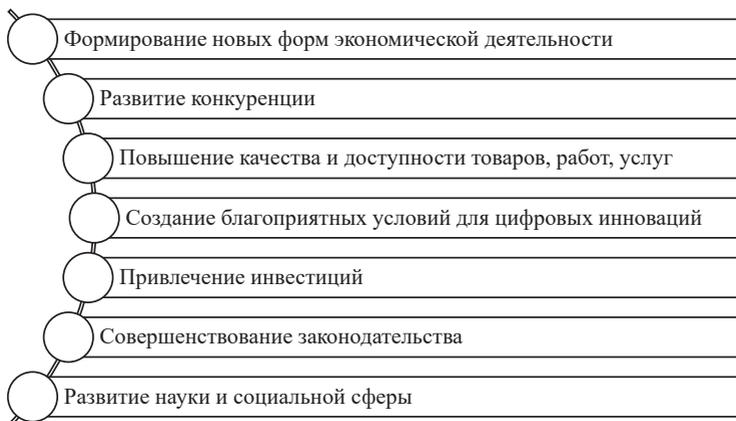 Формирование новых форм экономической деятельности
Развитие конкуренции
Повышение качества и доступности товаров, работ, услуг
Создание благоприятных условий для цифровых инноваций
Привлечение инвестиций
Совершенствование законодательства
Развитие науки и социальной сферы